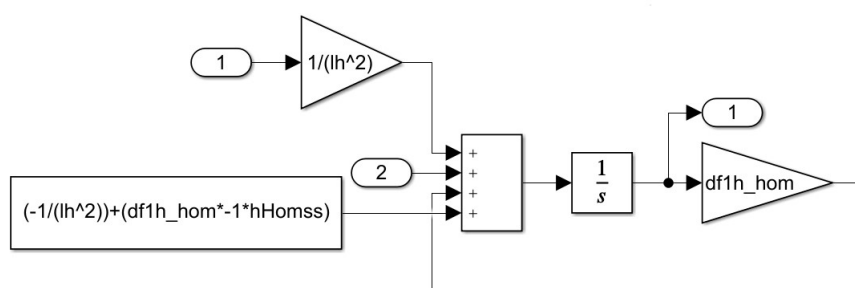 1
1/(lh^2)
1
2
+
+
+
+
1
s
df1h_hom
(-1/(lh^2))+(df1h_hom*-1*hHomss)